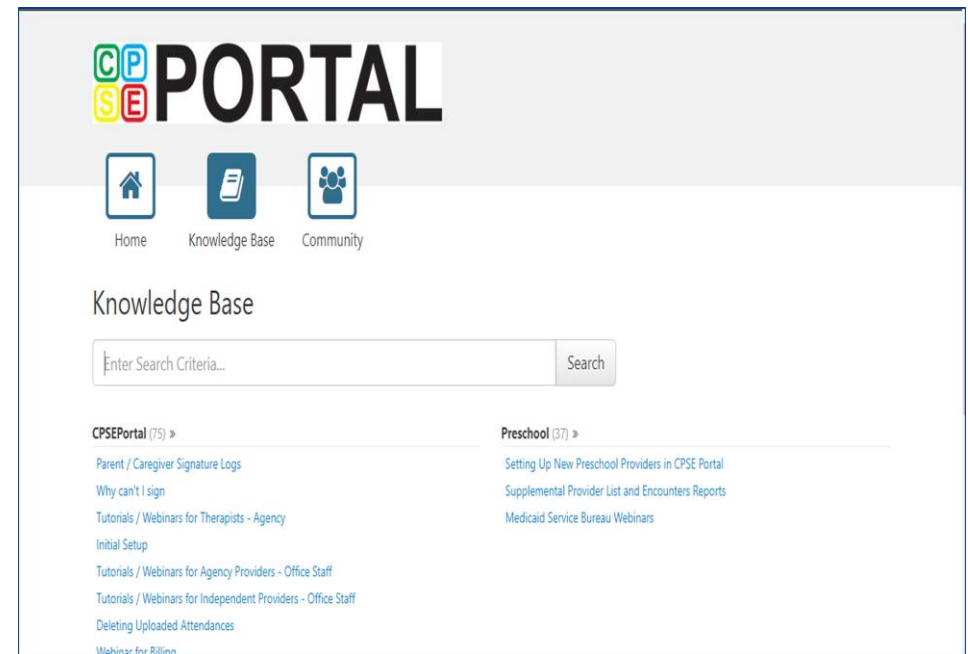 CP
SE PORTAL
Home Knowledge Base Community
Knowledge Base
Enter Search Criteria... Search
CPSEPortal (75) »
Parent / Caregiver Signature Logs
Why can't I sign
Tutorials / Webinars for Therapists - Agency
Initial Setup
Tutorials / Webinars for Agency Providers - Office Staff
Tutorials / Webinars for Independent Providers - Office Staff
Deleting Uploaded Attendances
Webinar for Billing
Preschool (37) »
Setting Up New Preschool Providers in CPSE Portal
Supplemental Provider List and Encounters Reports
Medicaid Service Bureau Webinars